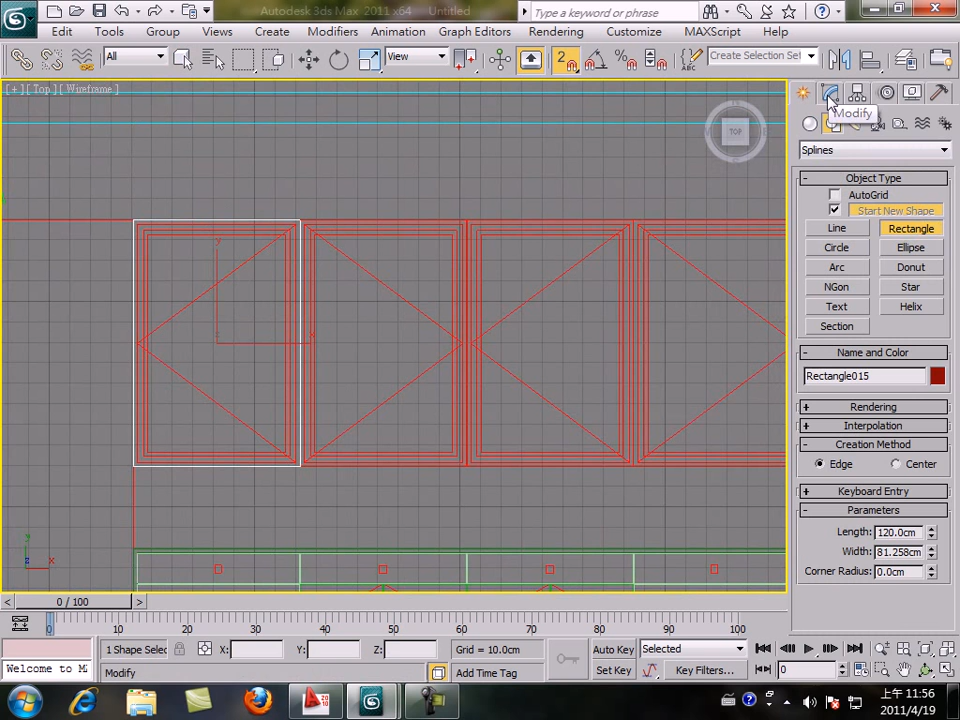 Autodesk 3ds Max 2011 x64 Untitled
Type a keyword or phrase
Edit Tools Group Views Create Modifiers Animation Graph Editors Rendering Customize MAXScript Help
All
View
Create Selection Set
[ + ] [ Top ] [ Wireframe ]
Modify
TOP
Splines
- Object Type
AutoGrid
Start New Shape
Line Rectangle
Circle Ellipse
Arc Donut
NGon Star
Text Helix
Section
- Name and Color
Rectangle015
+ Rendering
+ Interpolation
- Creation Method
Edge Center
+ Keyboard Entry
- Parameters
Length: 120.0cm
Width: 81.258cm
Corner Radius: 0.0cm
y
x
y
x
z
< 0 / 100 >
0 10 20 30 40 50 60 70 80 90 100
1 Shape Selec X: Y: Z: Grid = 10.0cm Auto Key Selected
Welcome to M
Modify
Add Time Tag Set Key Key Filters... 0
上午 11:56
2011/4/19